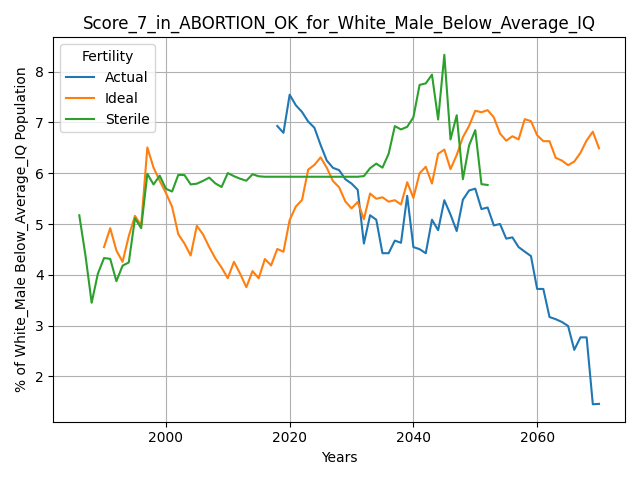 Score_7_in_ABORTION_OK_for_White_Male_Below_Average_IQ
Fertility
Actual
Ideal
Sterile
% of White_Male Below_Average_IQ Population
8
7
6
5
4
3
2
2000 2020 2040 2060
Years